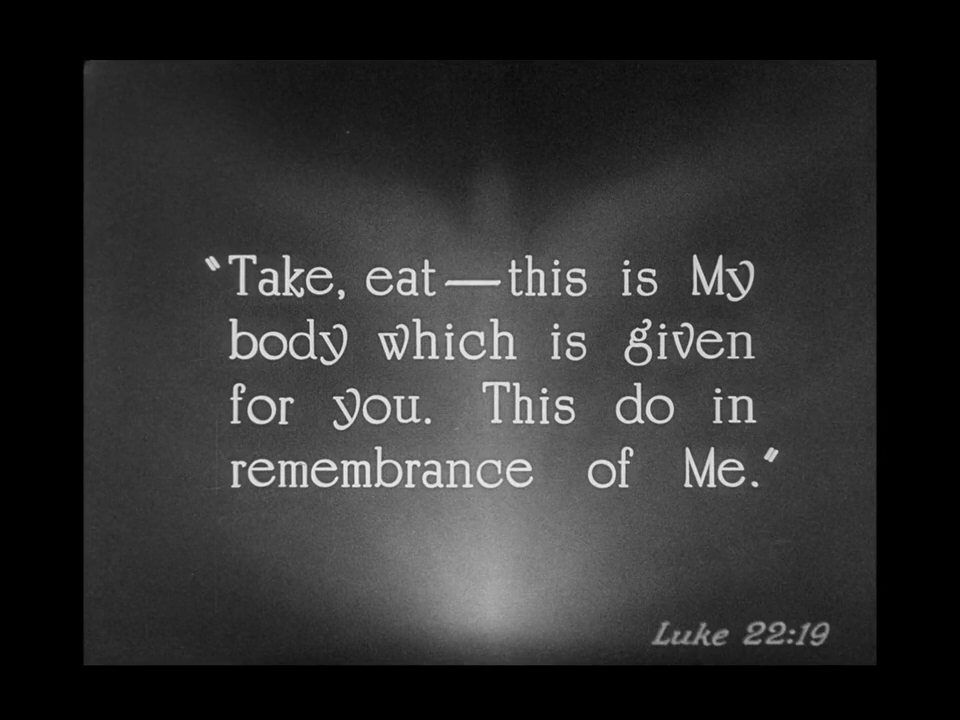 "Take, eat—this is My
body which is given
for you. This do in
remembrance of Me."
Luke 22:19